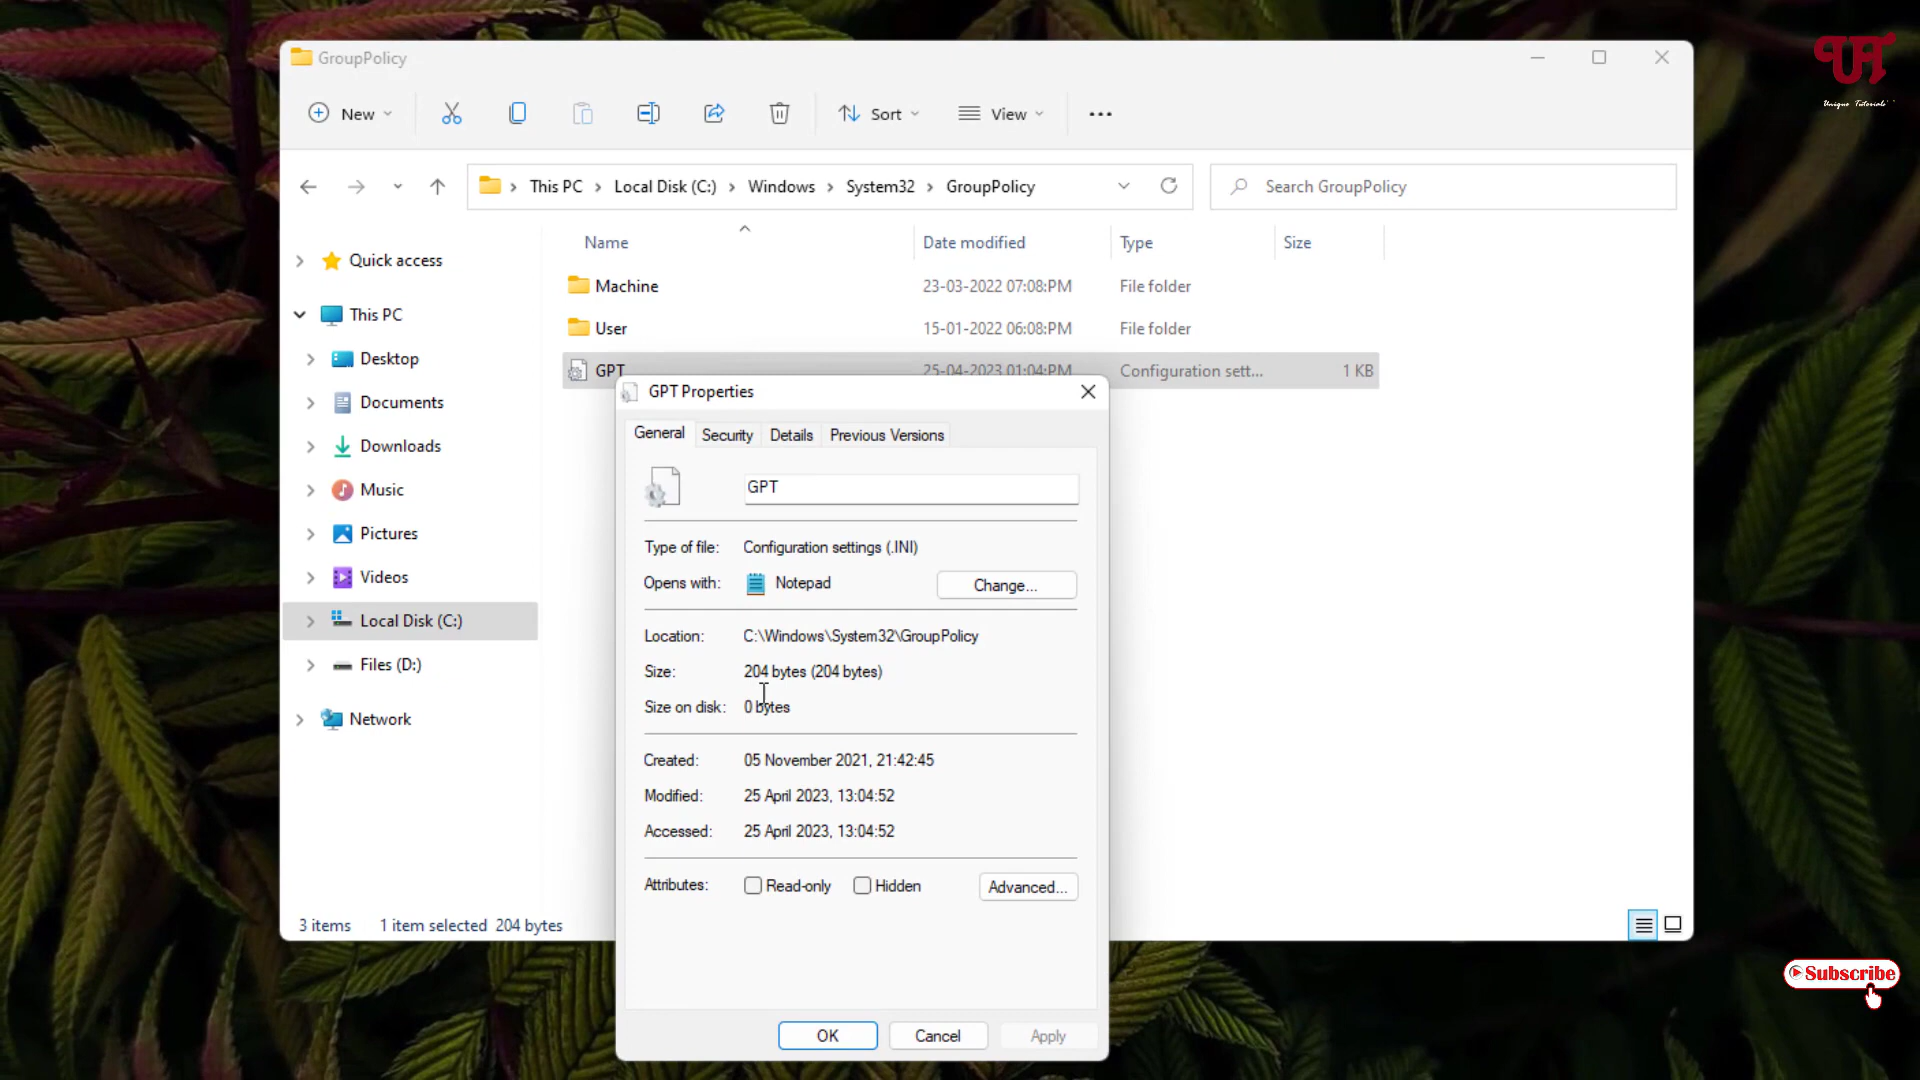 GroupPolicy
New
Sort
View
This PC
Local Disk (C:)
Windows
System32
GroupPolicy
Search GroupPolicy
Name
Date modified
Type
Size
Quick access
This PC
Desktop
Documents
Downloads
Music
Pictures
Videos
Local Disk (C:)
Files (D:)
Network
Machine 23-03-2022 07:08:PM File folder
User 15-01-2022 06:08:PM File folder
GPT 25-04-2023 01:04:PM Configuration sett... 1 KB
GPT Properties
General Security Details Previous Versions
GPT
Type of file: Configuration settings (.INI)
Opens with: Notepad Change...
Location: C:\Windows\System32\GroupPolicy
Size: 204 bytes (204 bytes)
Size on disk: 0 bytes
Created: 05 November 2021, 21:42:45
Modified: 25 April 2023, 13:04:52
Accessed: 25 April 2023, 13:04:52
Attributes: Read-only Hidden Advanced...
OK Cancel Apply
3 items 1 item selected 204 bytes
UT
Unique Tutorials
Subscribe